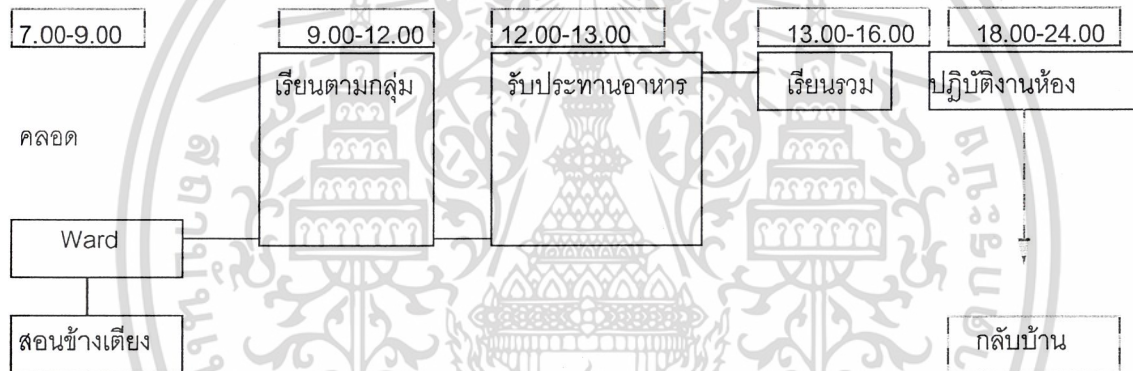 7.00-9.00 9.00-12.00 12.00-13.00 13.00-16.00 18.00-24.00
เรียนตามกลุ่ม รับประทานอาหาร เรียนรวม ปฎิบัติงานห้อง
คลอด
Ward
สอนข้างเตียง กลับบ้าน